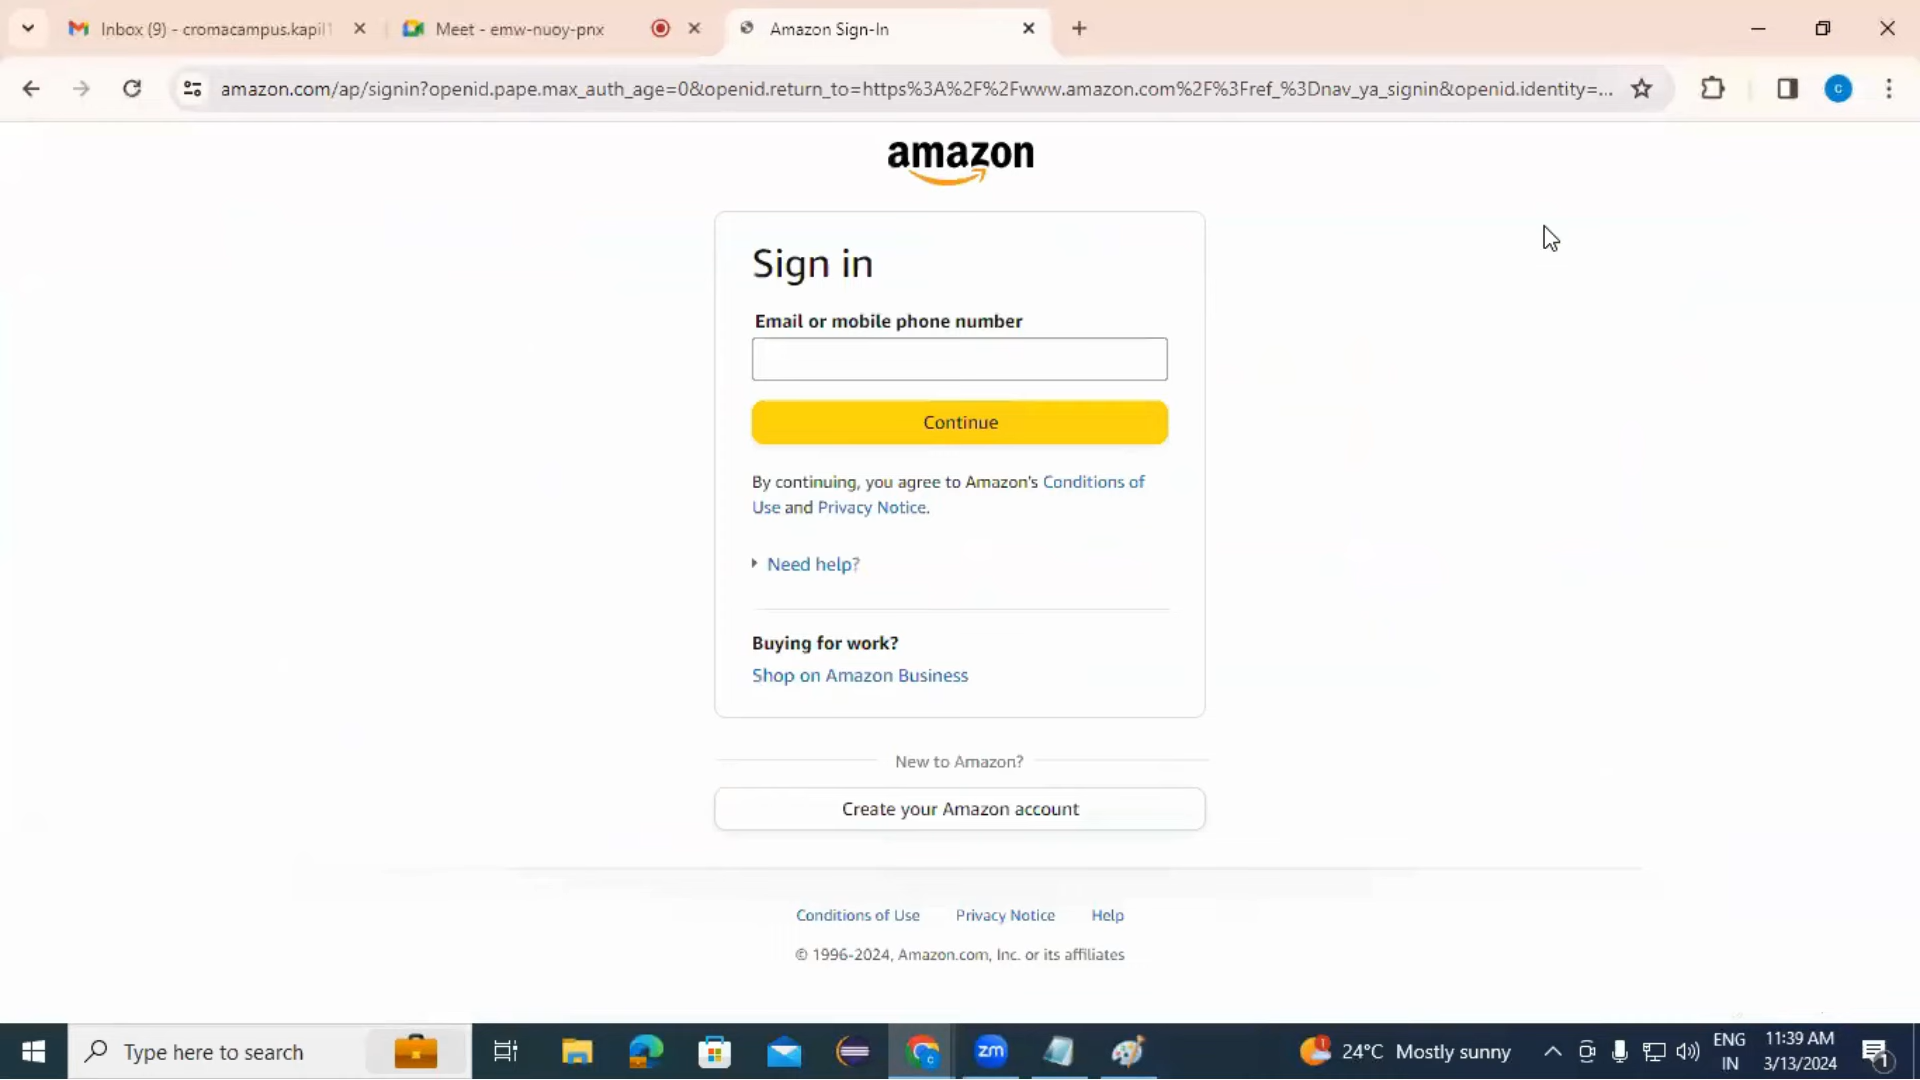 Inbox (9) - cromacampus.kapil1
Meet - emw-nuoy-pnx
Amazon Sign-In
amazon.com/ap/signin?openid.pape.max_auth_age=0&openid.return_to=https%3A%2F%2Fwww.amazon.com%2F%3Fref_%3Dnav_ya_signin&openid.identity=...
C
amazon
Sign in
Email or mobile phone number
Continue
By continuing, you agree to Amazon's Conditions of
Use and Privacy Notice.
Need help?
Buying for work?
Shop on Amazon Business
New to Amazon?
Create your Amazon account
Conditions of Use Privacy Notice Help
© 1996-2024, Amazon.com, Inc. or its affiliates
Type here to search
zm
1
24°C Mostly sunny
ENG
IN
11:39 AM
3/13/2024
1